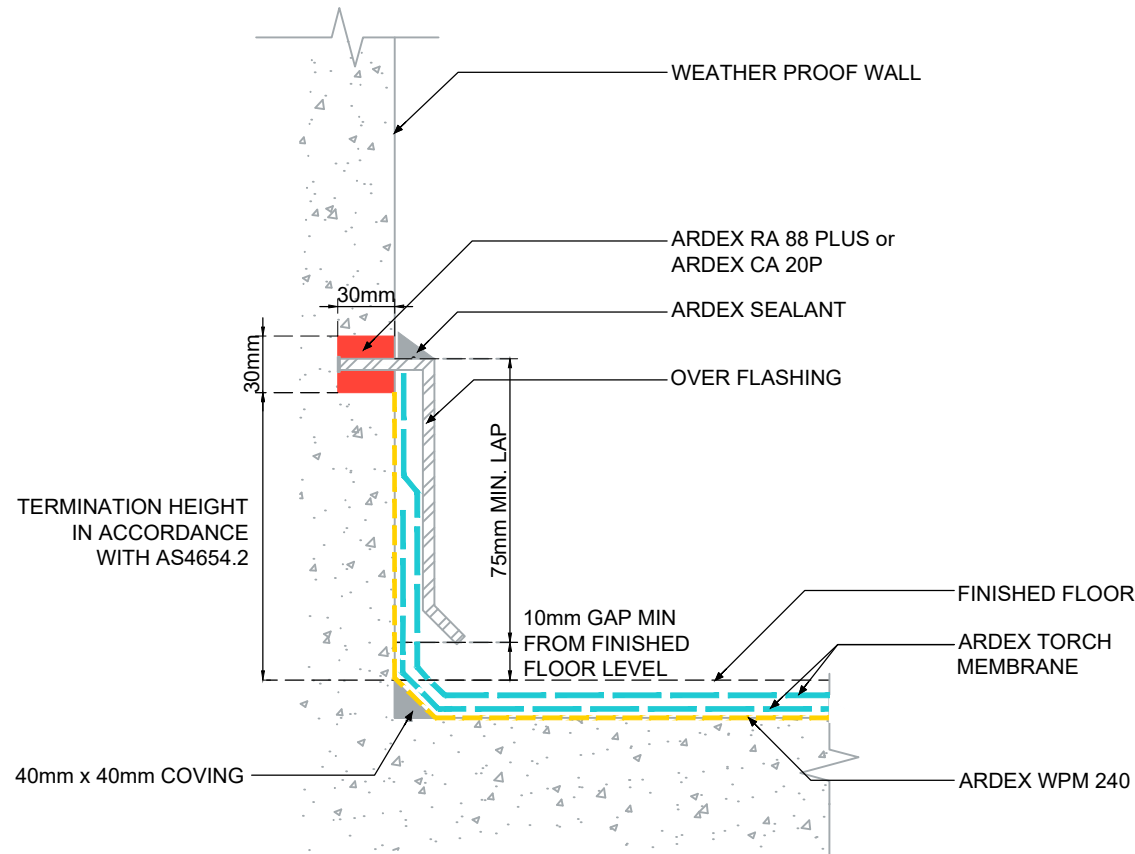 WEATHER PROOF WALL
ARDEX RA 88 PLUS or
ARDEX CA 20P
30mm
ARDEX SEALANT
30mm
OVER FLASHING
75mm MIN. LAP
TERMINATION HEIGHT
IN ACCORDANCE
WITH AS4654.2
10mm GAP MIN
FROM FINISHED
FLOOR LEVEL
FINISHED FLOOR
ARDEX TORCH
MEMBRANE
40mm x 40mm COVING
ARDEX WPM 240